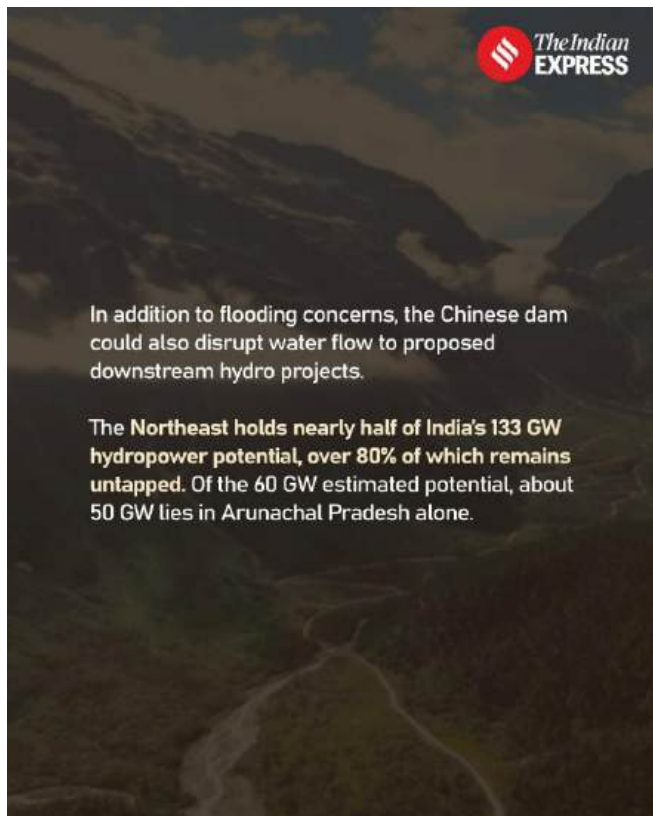 The Indian
EXPRESS
In addition to flooding concerns, the Chinese dam
could also disrupt water flow to proposed
downstream hydro projects.
The Northeast holds nearly half of India's 133 GW
hydropower potential, over 80% of which remains
untapped. Of the 60 GW estimated potential, about
50 GW lies in Arunachal Pradesh alone.